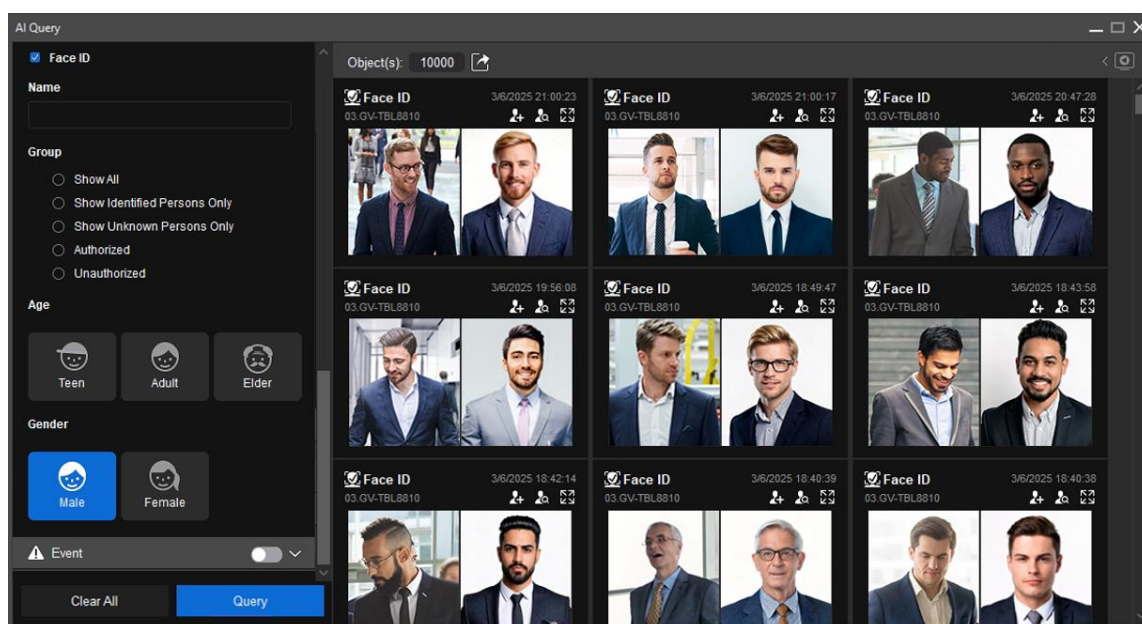 AI Query
Face ID
Name
Group
Show All
Show Identified Persons Only
Show Unknown Persons Only
Authorized
Unauthorized
Age
Teen
Adult
Elder
Gender
Male
Female
Event
Clear All
Query
Object(s): 10000
Face ID 3/6/2025 21:00:23
03.GV-TBL8810
Face ID 3/6/2025 21:00:17
03.GV-TBL8810
Face ID 3/6/2025 20:47:28
03.GV-TBL8810
Face ID 3/6/2025 19:56:08
03.GV-TBL8810
Face ID 3/6/2025 18:49:47
03.GV-TBL8810
Face ID 3/6/2025 18:43:58
03.GV-TBL8810
Face ID 3/6/2025 18:42:14
03.GV-TBL8810
Face ID 3/6/2025 18:40:39
03.GV-TBL8810
Face ID 3/6/2025 18:40:38
03.GV-TBL8810